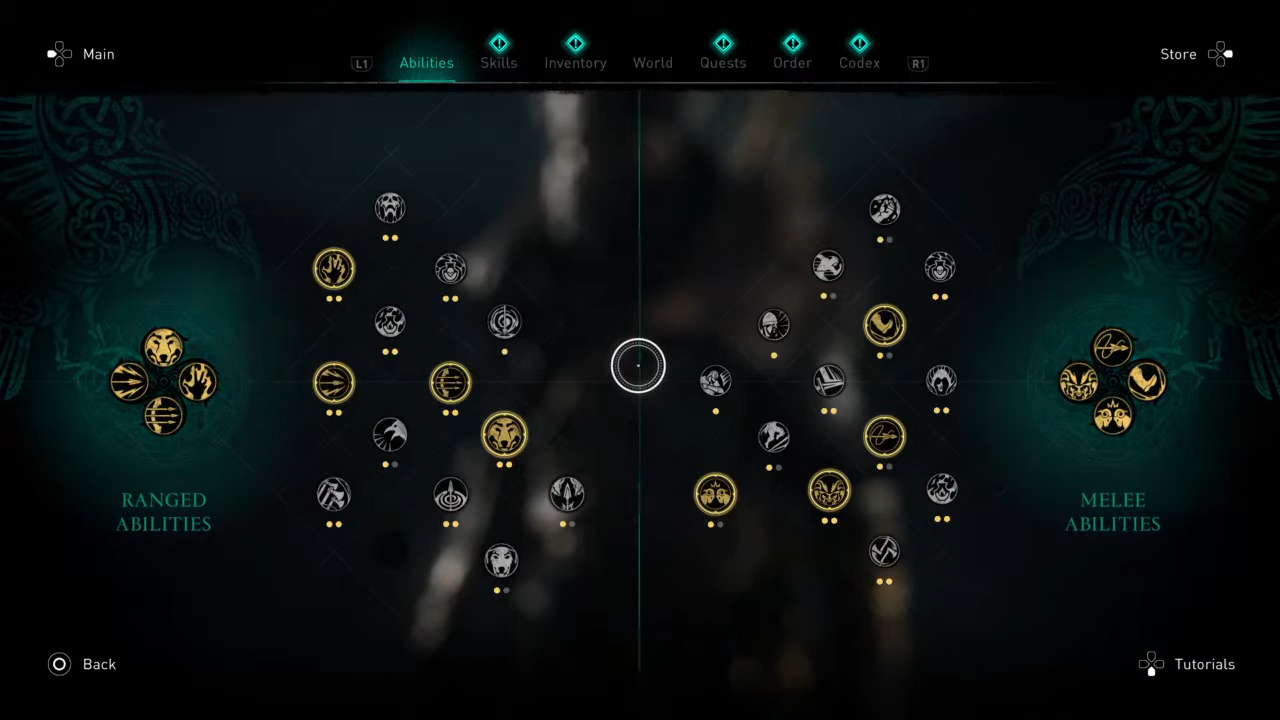 Main
L1
Abilities
Skills
Inventory
World
Quests
Order
Codex
R1
Store
RANGED
ABILITIES
MELEE
ABILITIES
Back
Tutorials